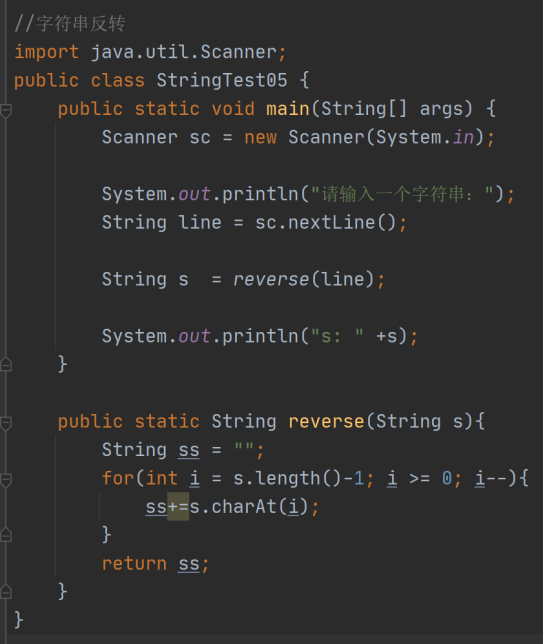 //字符串反转
import java.util.Scanner;
public class StringTest05 {
    public static void main(String[] args) {
        Scanner sc = new Scanner(System.in);
        System.out.println("请输入一个字符串：");
        String line = sc.nextLine();
        String s  = reverse(line);
        System.out.println("s: " +s);
    }
    public static String reverse(String s){
        String ss = "";
        for(int i = s.length()-1; i >= 0; i--){
            ss+=s.charAt(i);
        }
        return ss;
    }
}